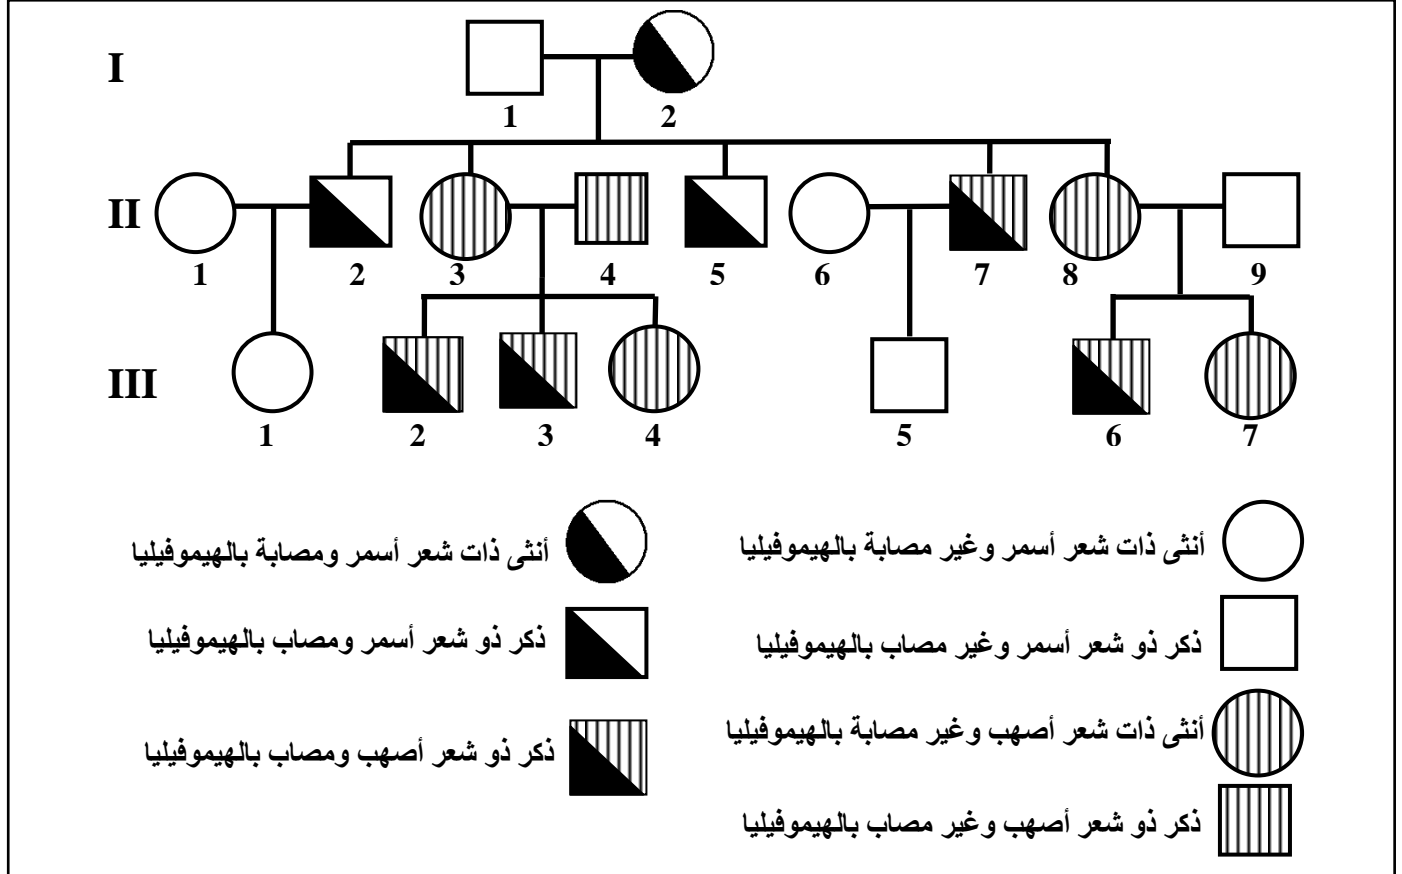 I
1 2
II
1 2 3 4 5 6 7 8 9
III
1 2 3 4 5 6 7
أنثى ذات شعر أسمر وغير مصابة بالهيموفيليا
أنثى ذات شعر أسمر ومصابة بالهيموفيليا
ذكر ذو شعر أسمر وغير مصاب بالهيموفيليا
ذكر ذو شعر أسمر ومصاب بالهيموفيليا
أنثى ذات شعر أصهب وغير مصابة بالهيموفيليا
ذكر ذو شعر أصهب ومصاب بالهيموفيليا
ذكر ذو شعر أصهب وغير مصاب بالهيموفيليا